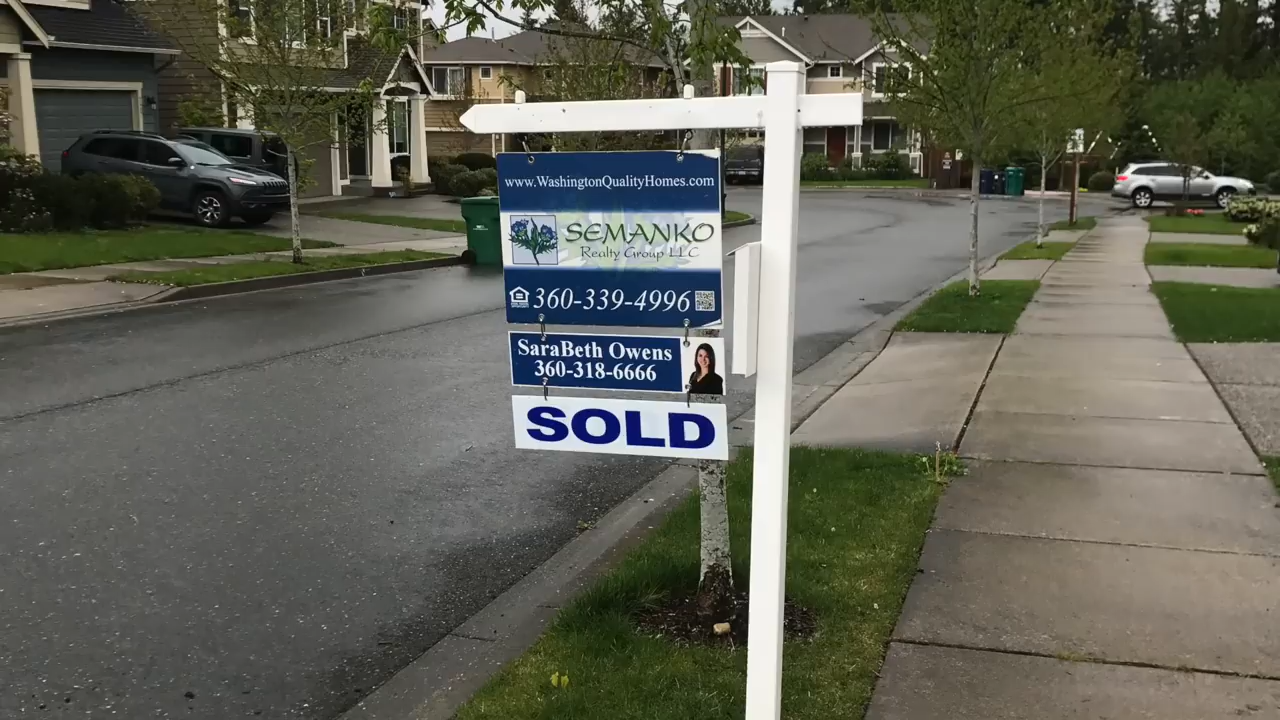 www.WashingtonQualityHomes.com
SEMANKO
Realty Group LLC
360-339-4996
SaraBeth Owens
360-318-6666
SOLD